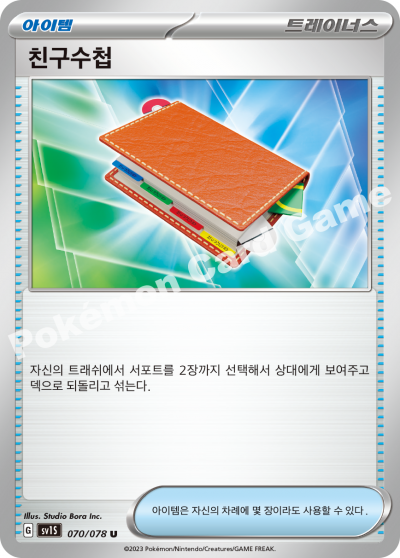 아이템
트레이너스
친구수첩
Pokémon Card Game
자신의 트래쉬에서 서포트를 2장까지 선택해서 상대에게 보여주고
덱으로 되돌리고 섞는다.
Illus. Studio Bora Inc.
G sv1S 070/078 U
아이템은 자신의 차례에 몇 장이라도 사용할 수 있다.
©2023 Pokémon/Nintendo/Creatures/GAME FREAK.